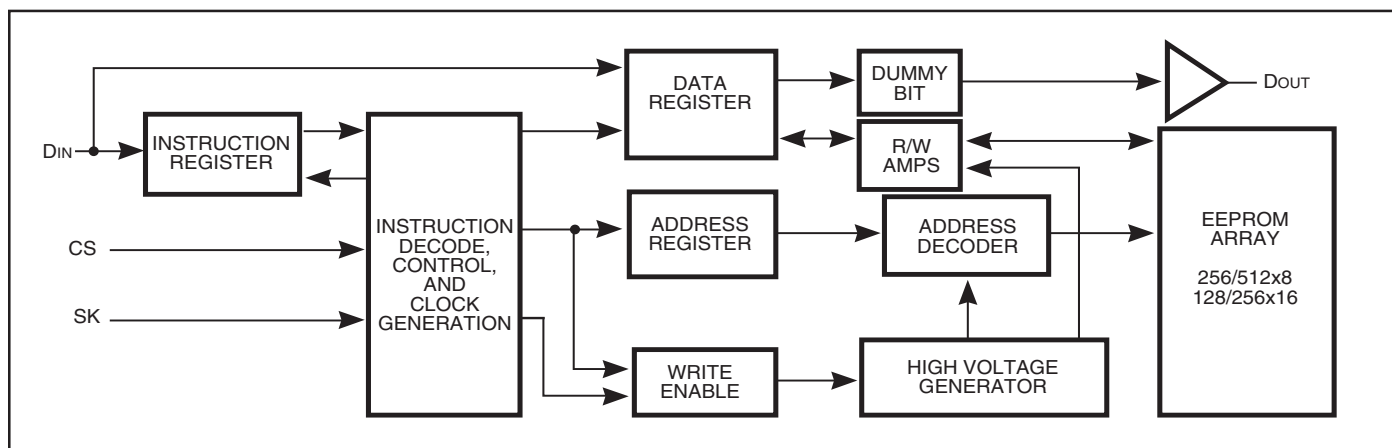 DATA
REGISTER
DUMMY
BIT
DOUT
DIN
INSTRUCTION
REGISTER
R/W
AMPS
CS
SK
INSTRUCTION
DECODE,
CONTROL,
AND
CLOCK
GENERATION
ADDRESS
REGISTER
ADDRESS
DECODER
EEPROM
ARRAY
256/512x8
128/256x16
WRITE
ENABLE
HIGH VOLTAGE
GENERATOR